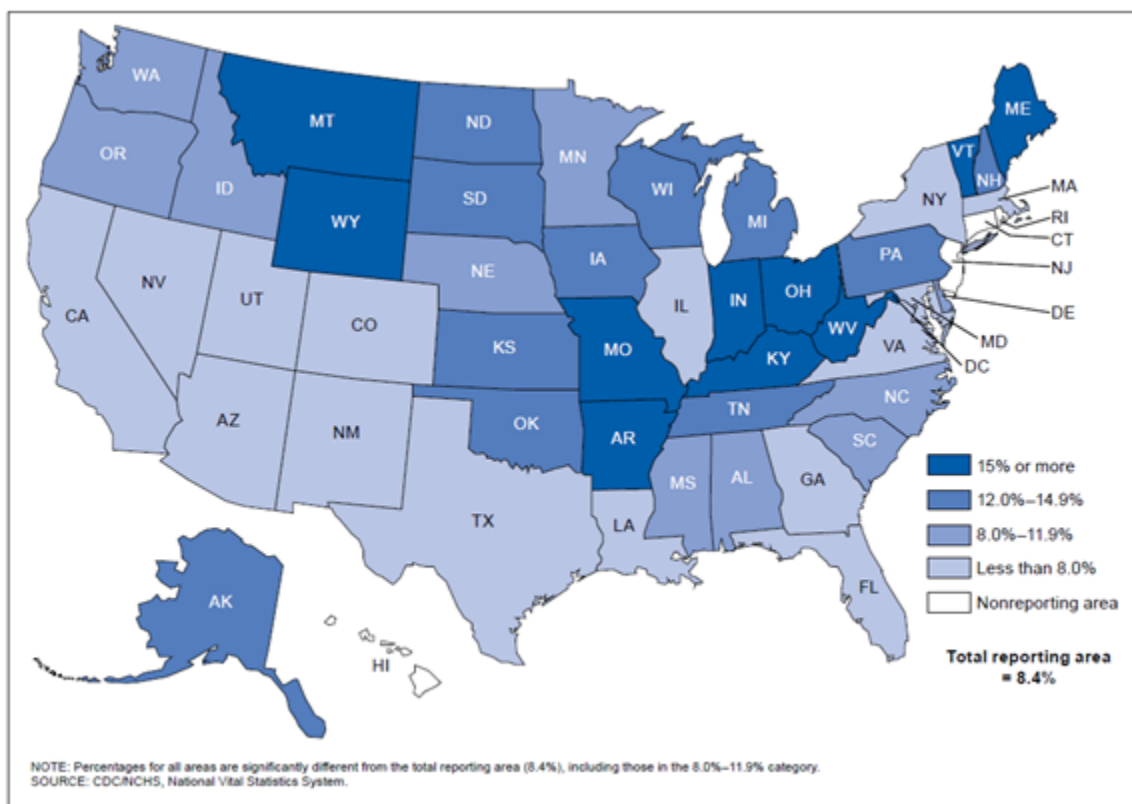 WA
MT
ND
ME
VT
OR
MN
NH
ID
WI
NY
MA
SD
MI
RI
WY
CT
PA
IA
NJ
NE
OH
NV
IN
IL
UT
DE
CA
CO
WV
MD
VA
KS
MO
KY
DC
NC
TN
AZ
OK
NM
AR
SC
15% or more
MS
AL
GA
12.0%–14.9%
TX
LA
8.0%–11.9%
Less than 8.0%
FL
AK
Nonreporting area
HI
Total reporting area
= 8.4%
NOTE: Percentages for all areas are significantly different from the total reporting area (8.4%), including those in the 8.0%–11.9% category.
SOURCE: CDC/NCHS, National Vital Statistics System.